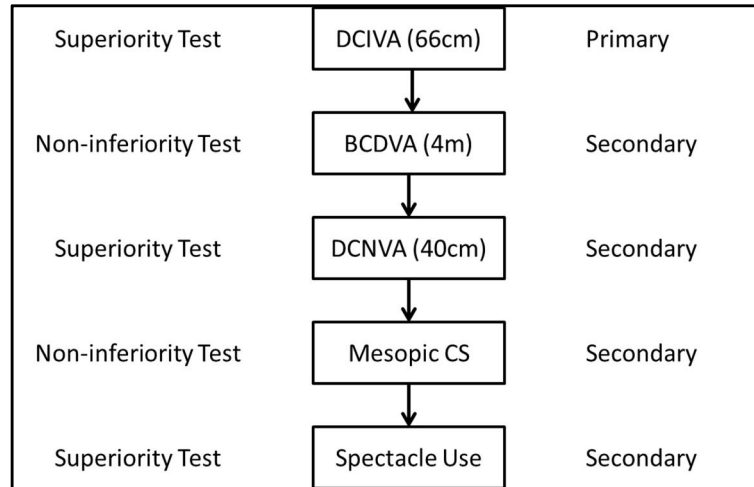 Superiority Test DCIVA (66cm) Primary
Non-inferiority Test BCDVA (4m) Secondary
Superiority Test DCNVA (40cm) Secondary
Non-inferiority Test Mesopic CS Secondary
Superiority Test Spectacle Use Secondary